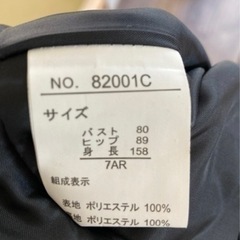 NO. 82001C
サイズ
バスト 80
ヒップ 89
身長 158
7AR
組成表示
表地 ポリエステル 100%
裏地 ポリエステル 100%